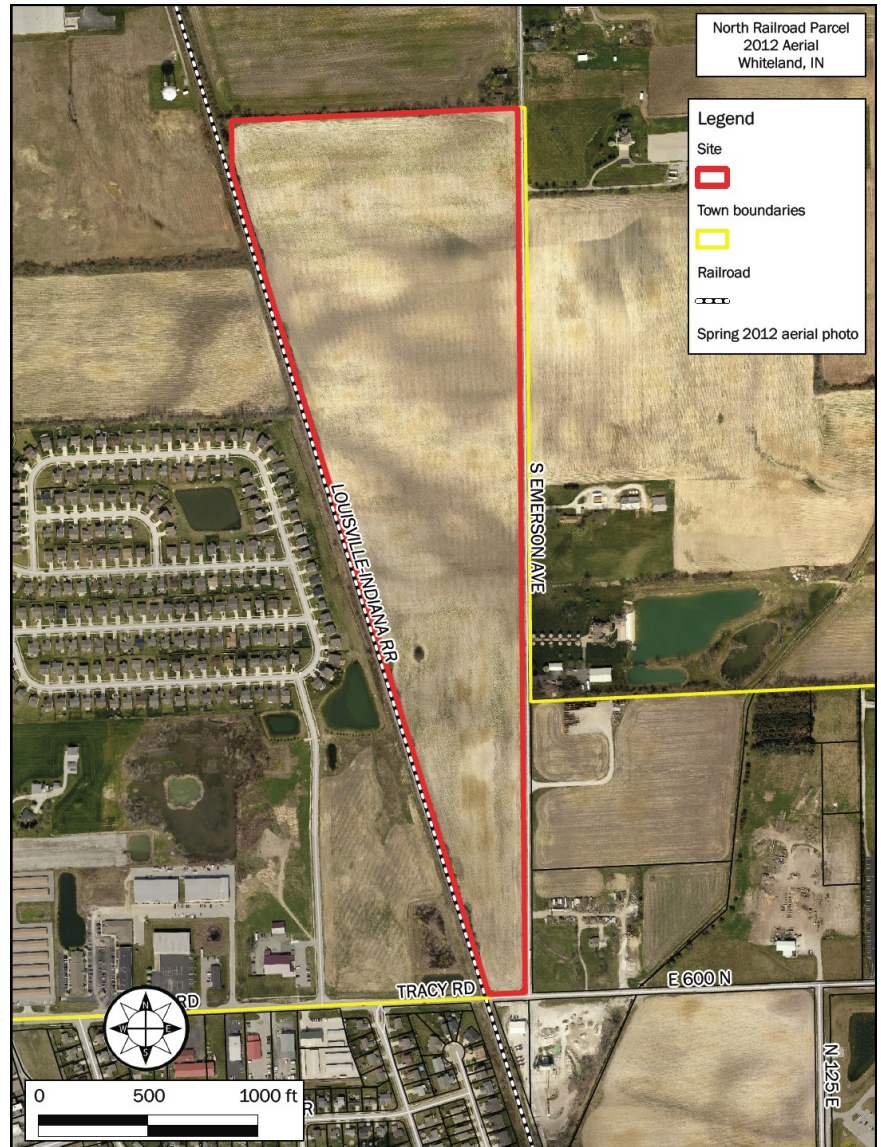 North Railroad Parcel
2012 Aerial
Whiteland, IN
Legend
Site
Town boundaries
Railroad
Spring 2012 aerial photo
LOUISVILLE-INDIANA RR
S EMERSON AVE
TRACY RD
E 600 N
RD
N
W E
S
N 125 E
R
0 500 1000 ft